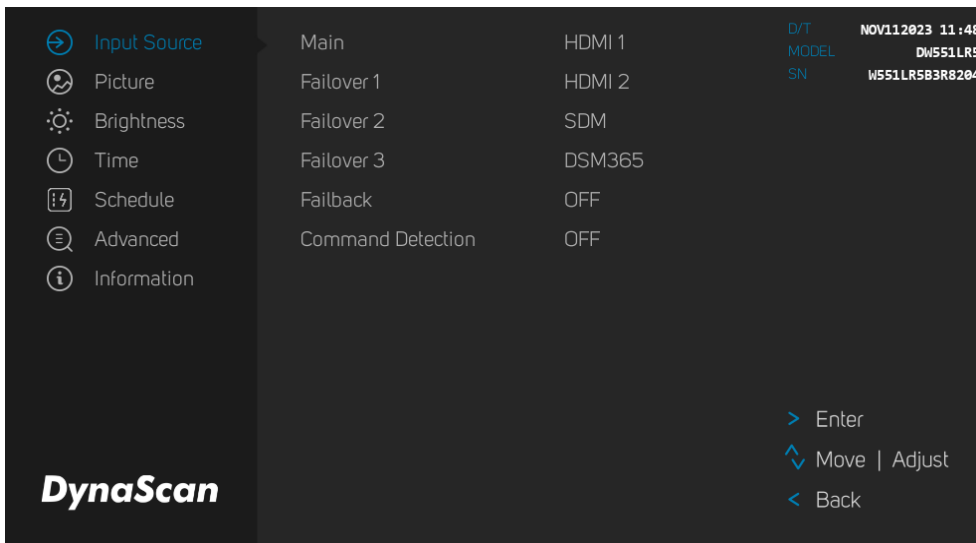 Input Source
Picture
Brightness
Time
Schedule
Advanced
Information
DynaScan
Main HDMI 1
Failover 1 HDMI 2
Failover 2 SDM
Failover 3 DSM365
Failback OFF
Command Detection OFF
D/T NOV112023 11:48
MODEL DW551LR5
SN W551LR5B3R8204
> Enter
Move | Adjust
< Back